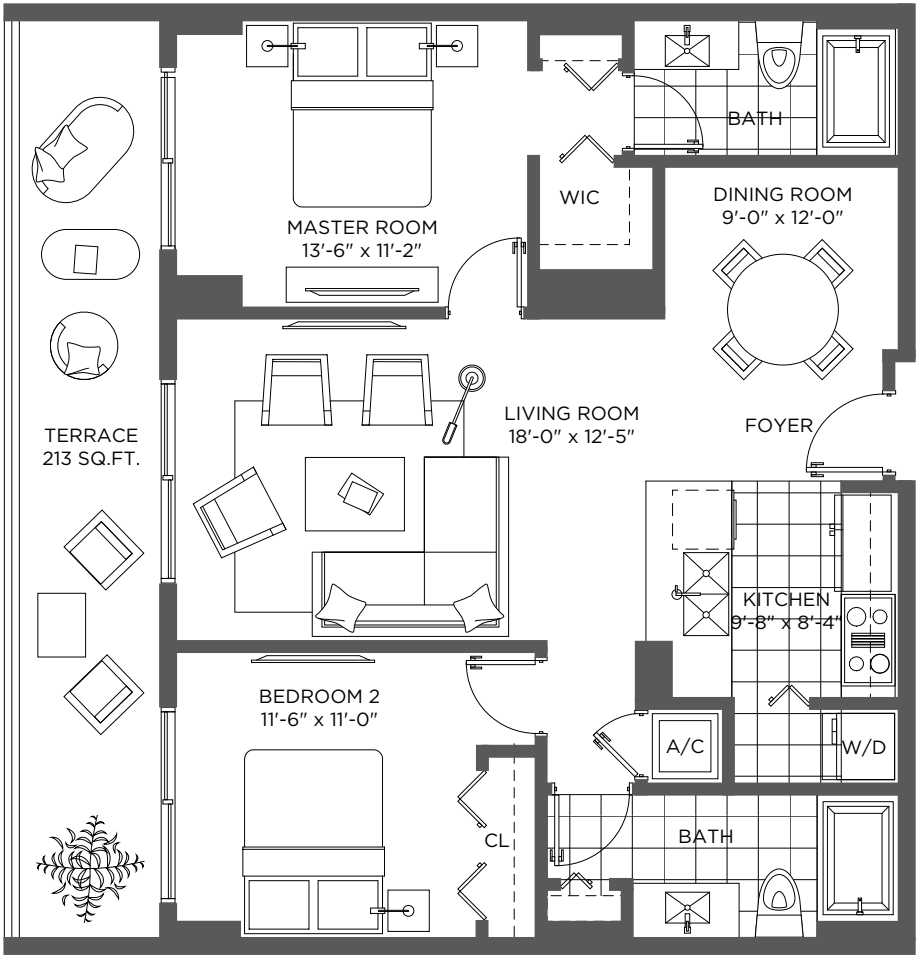 BATH
WIC
DINING ROOM
9'-0" x 12'-0"
MASTER ROOM
13'-6" x 11'-2"
LIVING ROOM
18'-0" x 12'-5"
FOYER
TERRACE
213 SQ.FT.
KITCHEN
9'-8" x 8'-4"
BEDROOM 2
11'-6" x 11'-0"
A/C
W/D
CL
BATH